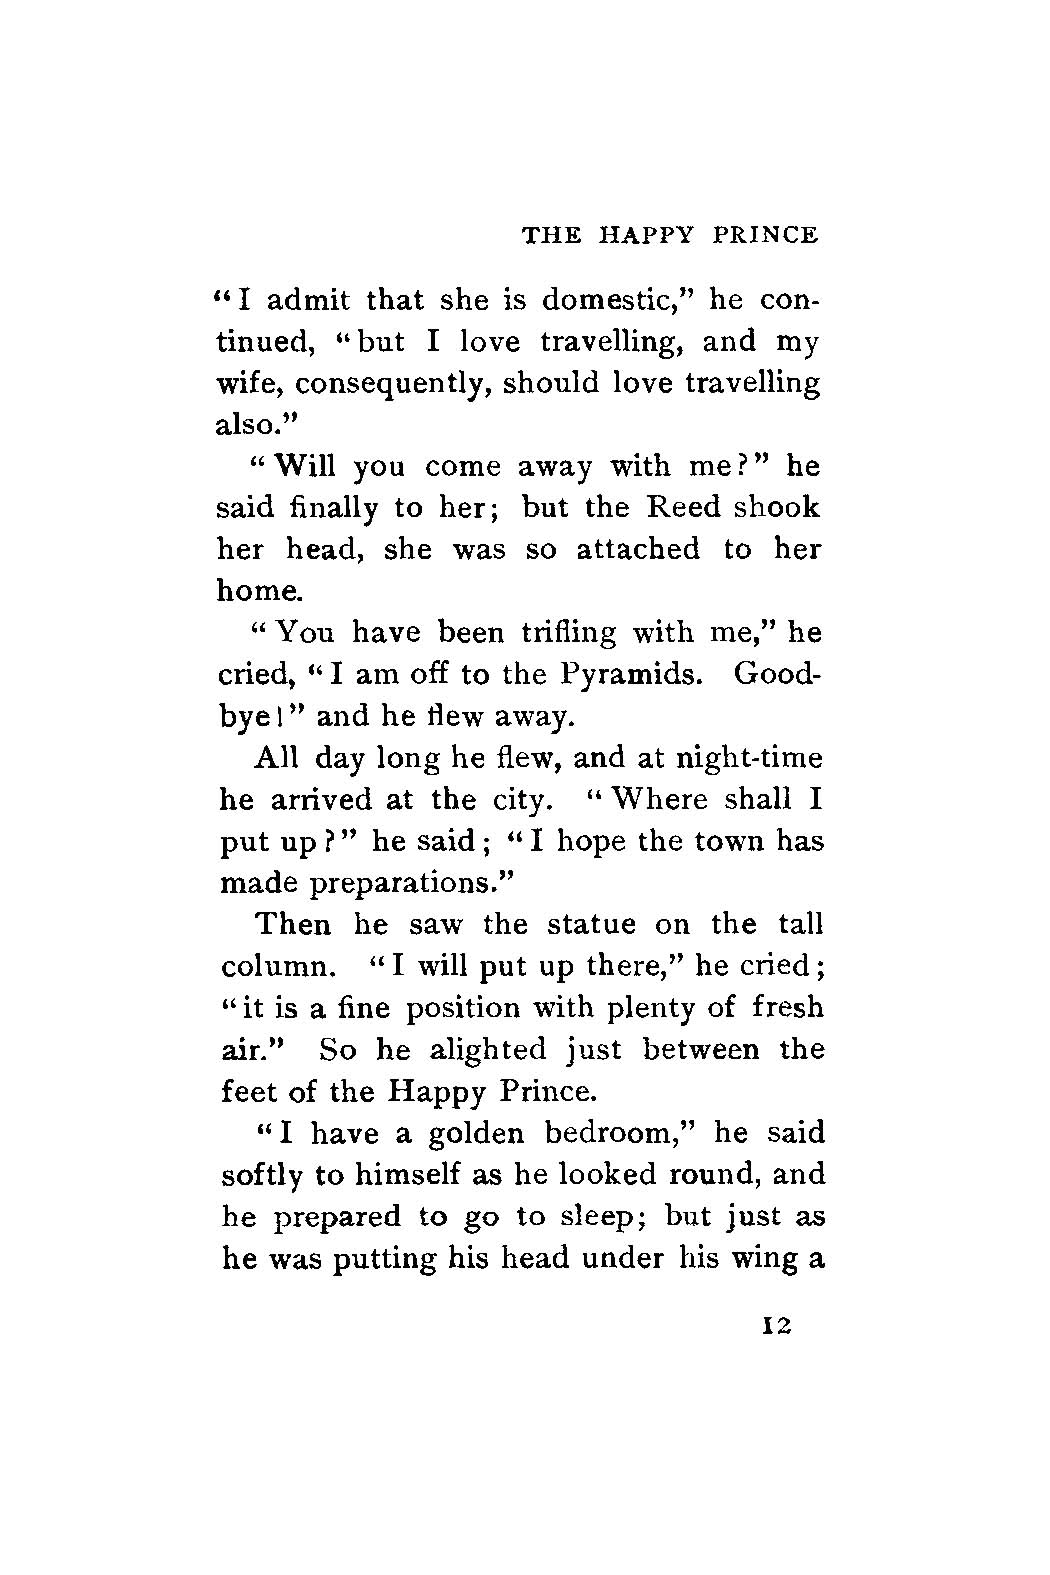 THE HAPPY PRINCE
“I admit that she is domestic,” he con-
tinued, “but I love travelling, and my
wife, consequently, should love travelling
also.”
“Will you come away with me?” he
said finally to her; but the Reed shook
her head, she was so attached to her
home.
“You have been trifling with me,” he
cried, “I am off to the Pyramids. Good-
bye!” and he flew away.
All day long he flew, and at night-time
he arrived at the city. “Where shall I
put up?” he said; “I hope the town has
made preparations.”
Then he saw the statue on the tall
column. “I will put up there,” he cried;
“it is a fine position with plenty of fresh
air.” So he alighted just between the
feet of the Happy Prince.
“I have a golden bedroom,” he said
softly to himself as he looked round, and
he prepared to go to sleep; but just as
he was putting his head under his wing a
12